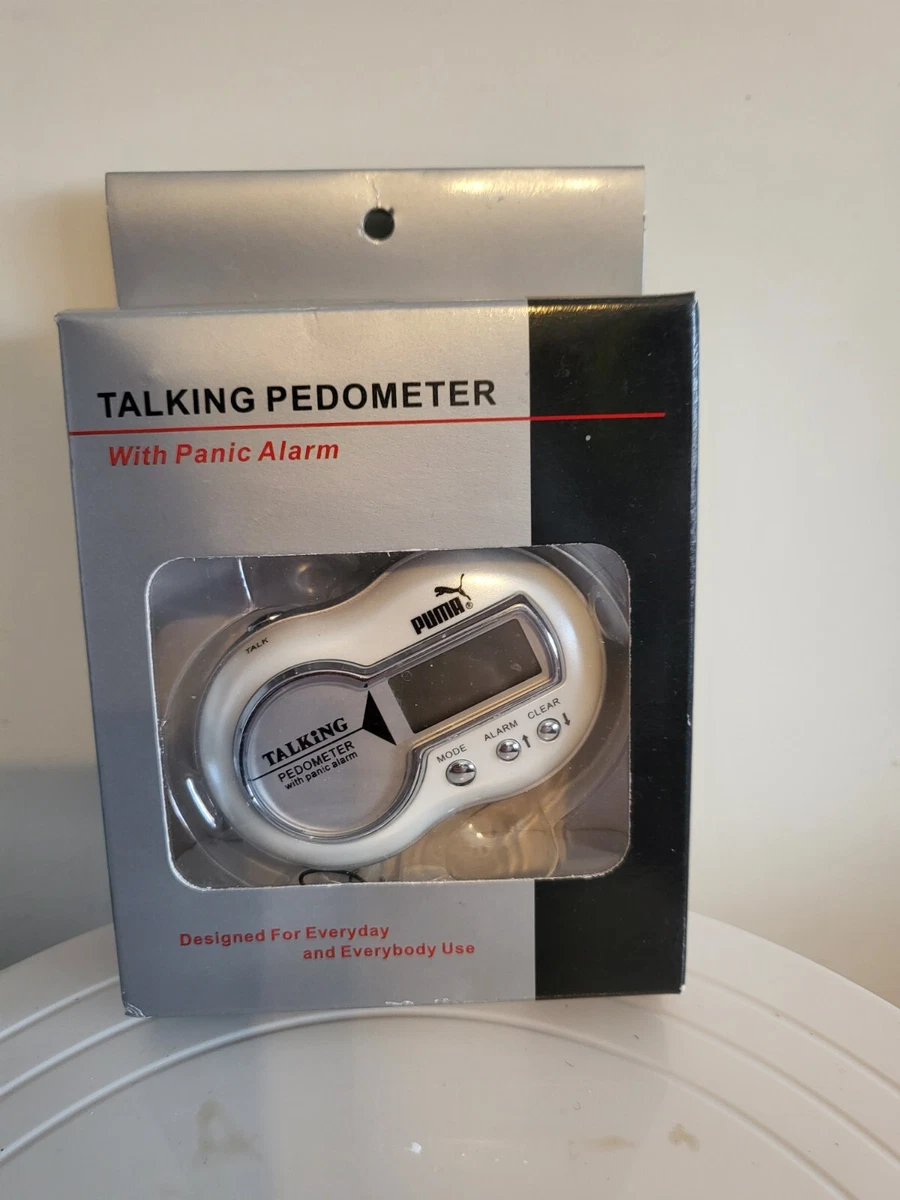 TALKING PEDOMETER
With Panic Alarm
PUMA®
TALK
TALKiNG
PEDOMETER
with panic alarm
MODE
ALARM ↑
CLEAR ↓
Designed For Everyday
and Everybody Use